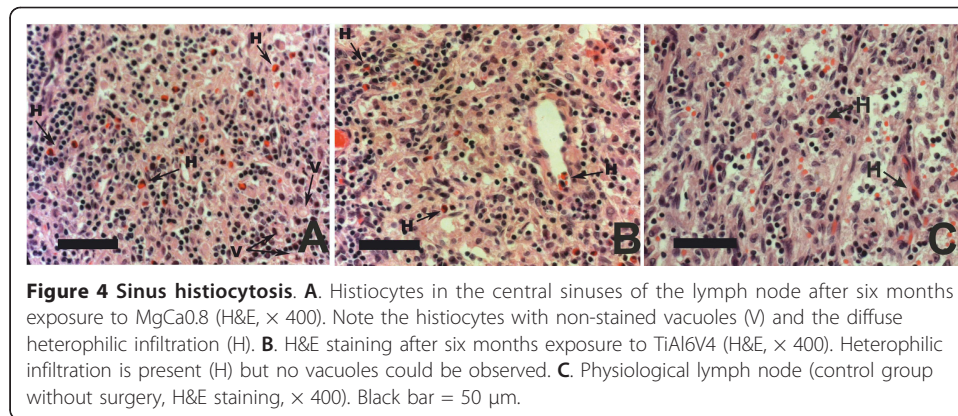 H
H
H
V
V
A
H
H
H
B
H
H
C
Figure 4 Sinus histiocytosis. A. Histiocytes in the central sinuses of the lymph node after six months
exposure to MgCa0.8 (H&E, × 400). Note the histiocytes with non-stained vacuoles (V) and the diffuse
heterophilic infiltration (H). B. H&E staining after six months exposure to TiAl6V4 (H&E, × 400). Heterophilic
infiltration is present (H) but no vacuoles could be observed. C. Physiological lymph node (control group
without surgery, H&E staining, × 400). Black bar = 50 μm.